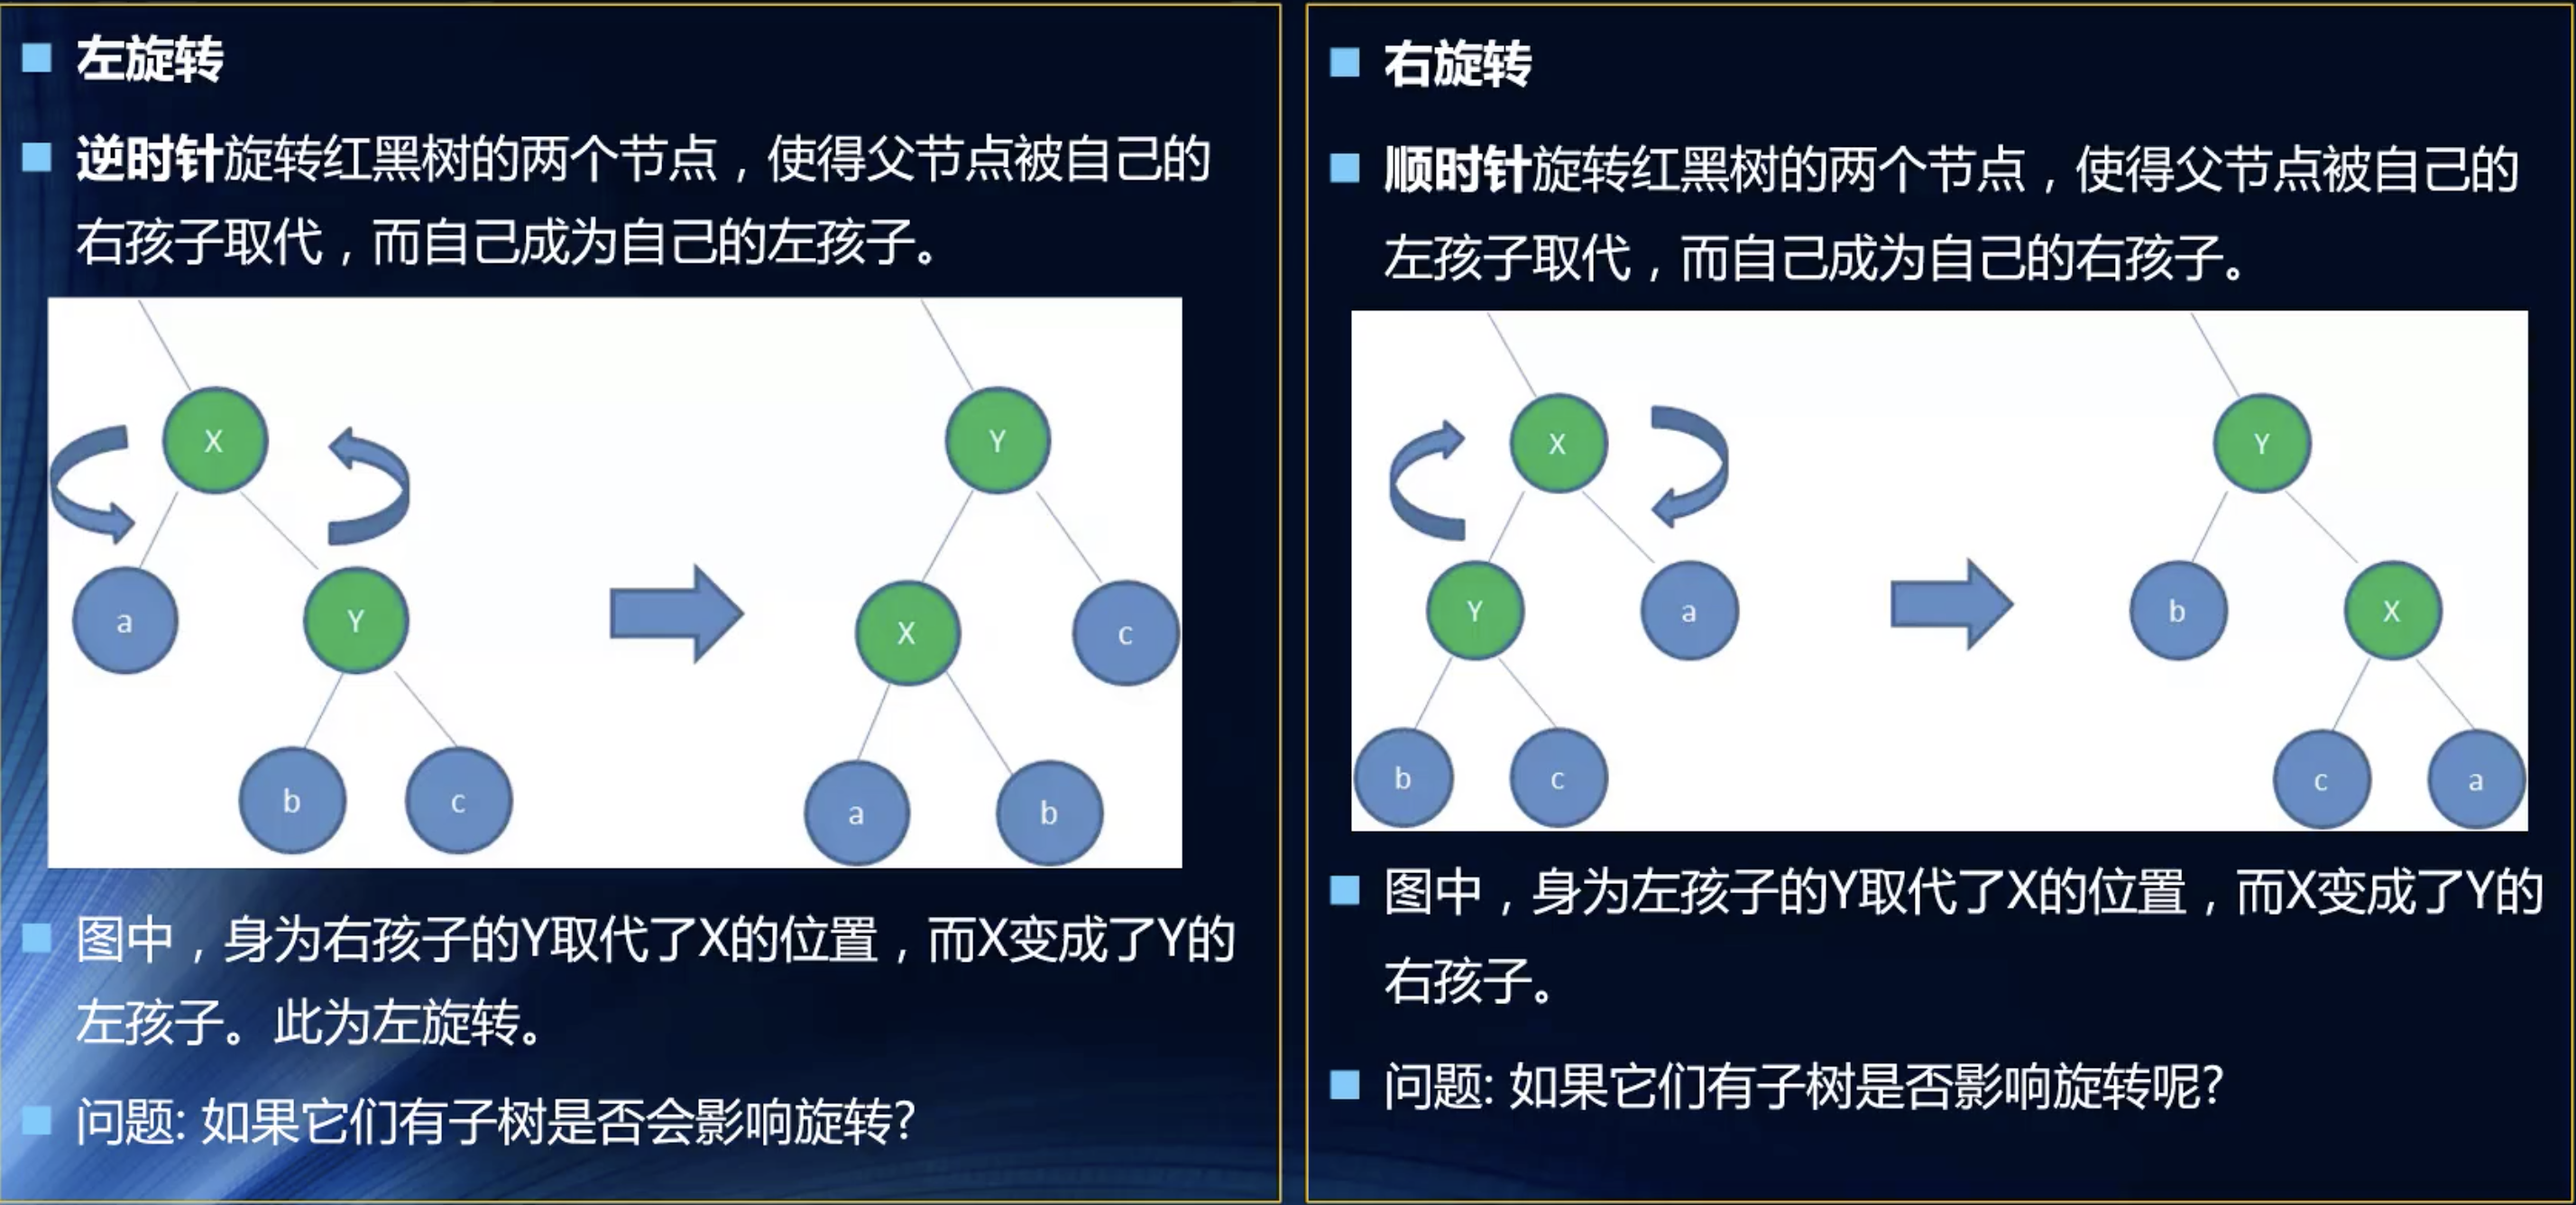 左旋转
逆时针旋转红黑树的两个节点，使得父节点被自己的
右孩子取代，而自己成为自己的左孩子。
X
Y
a
Y
X
c
b
c
a
b
图中，身为右孩子的Y取代了X的位置，而X变成了Y的
左孩子。此为左旋转。
问题: 如果它们有子树是否会影响旋转?
右旋转
顺时针旋转红黑树的两个节点，使得父节点被自己的
左孩子取代，而自己成为自己的右孩子。
X
Y
Y
a
b
X
b
c
c
a
图中，身为左孩子的Y取代了X的位置，而X变成了Y的
右孩子。
问题: 如果它们有子树是否影响旋转呢?